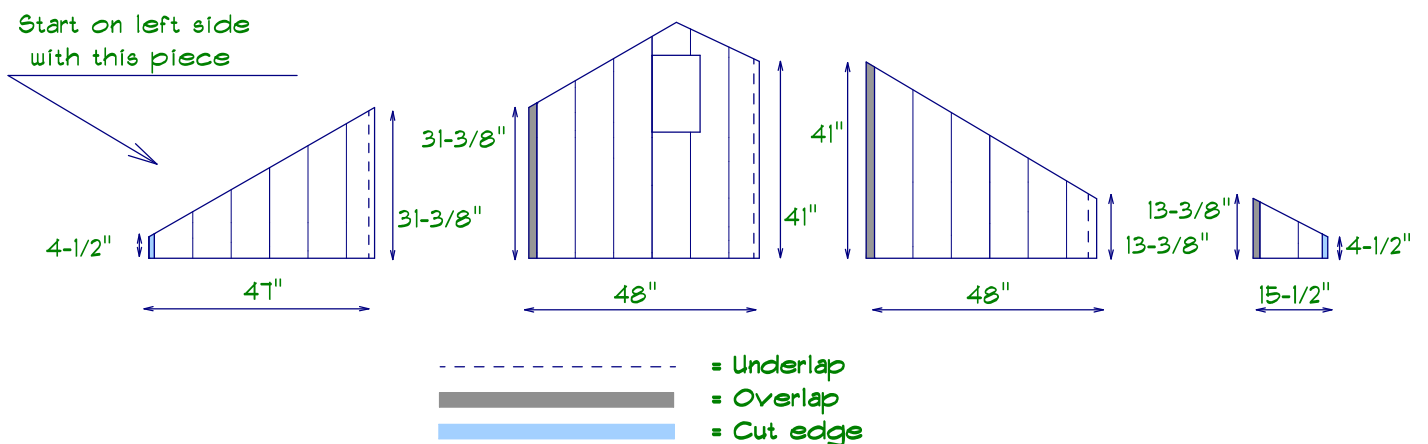 Start on left side
with this piece
4-1/2"
31-3/8"
47"
31-3/8"
41"
48"
41"
13-3/8"
48"
13-3/8"
4-1/2"
15-1/2"
= Underlap
= Overlap
= Cut edge